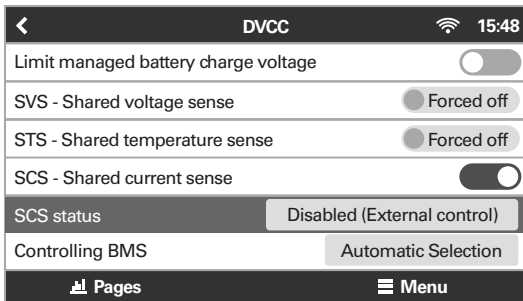 DVCC 15:48
Limit managed battery charge voltage
SVS - Shared voltage sense Forced off
STS - Shared temperature sense Forced off
SCS - Shared current sense
SCS status Disabled (External control)
Controlling BMS Automatic Selection
Pages Menu